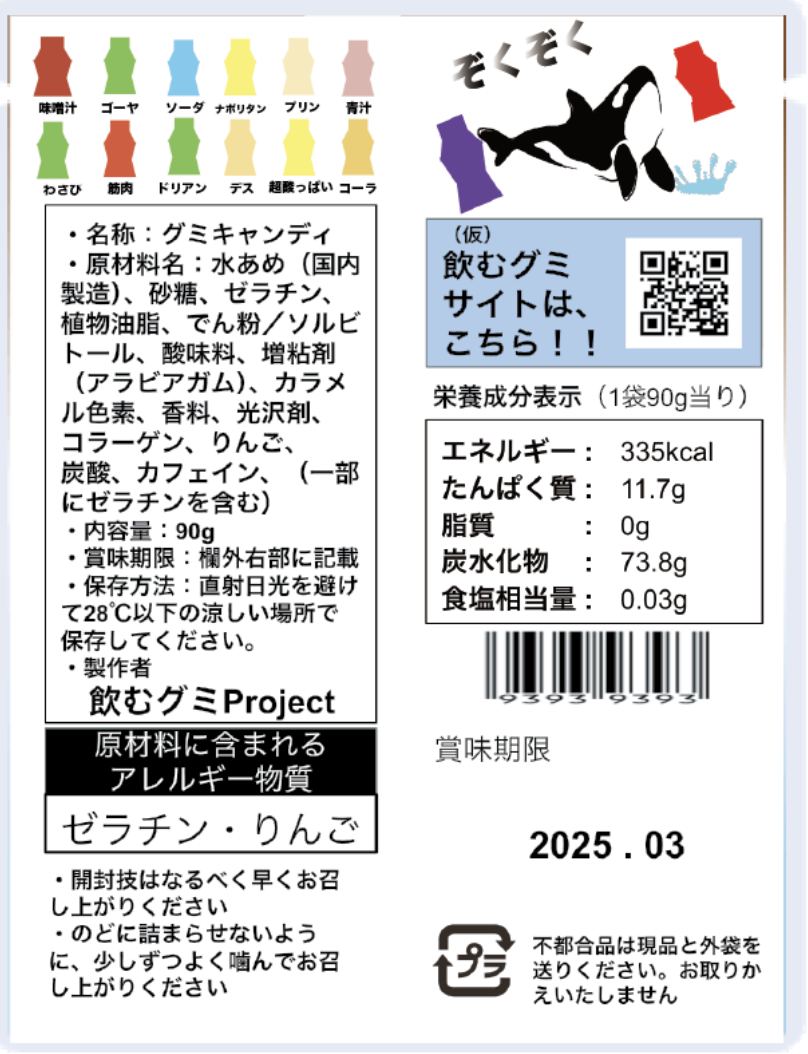 味噌汁 ゴーヤ ソーダ ナポリタン プリン 青汁
わさび 筋肉 ドリアン デス 超酸っぱい コーラ
・名称：グミキャンディ
・原材料名：水あめ（国内
製造）、砂糖、ゼラチン、
植物油脂、でん粉／ソルビ
トール、酸味料、増粘剤
（アラビアガム）、カラメ
ル色素、香料、光沢剤、
コラーゲン、りんご、
炭酸、カフェイン、（一部
にゼラチンを含む）
・内容量：90g
・賞味期限：欄外右部に記載
・保存方法：直射日光を避け
て28℃以下の涼しい場所で
保存してください。
・製作者
飲むグミProject
原材料に含まれる
アレルギー物質
ゼラチン・りんご
・開封技はなるべく早くお召
し上がりください
・のどに詰まらせないよう
に、少しずつよく噛んでお召
し上がりください
ぞくぞく
（仮）
飲むグミ
サイトは、
こちら！！
栄養成分表示（1袋90g当り）
エネルギー： 335kcal
たんぱく質： 11.7g
脂質 ： 0g
炭水化物 ： 73.8g
食塩相当量： 0.03g
9393 9393
賞味期限
2025 . 03
プラ
不都合品は現品と外袋を
送りください。お取りか
えいたしません